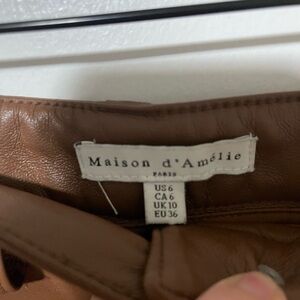 Maison d'Amélie
PARIS
US 6
CA 6
UK 10
EU 36